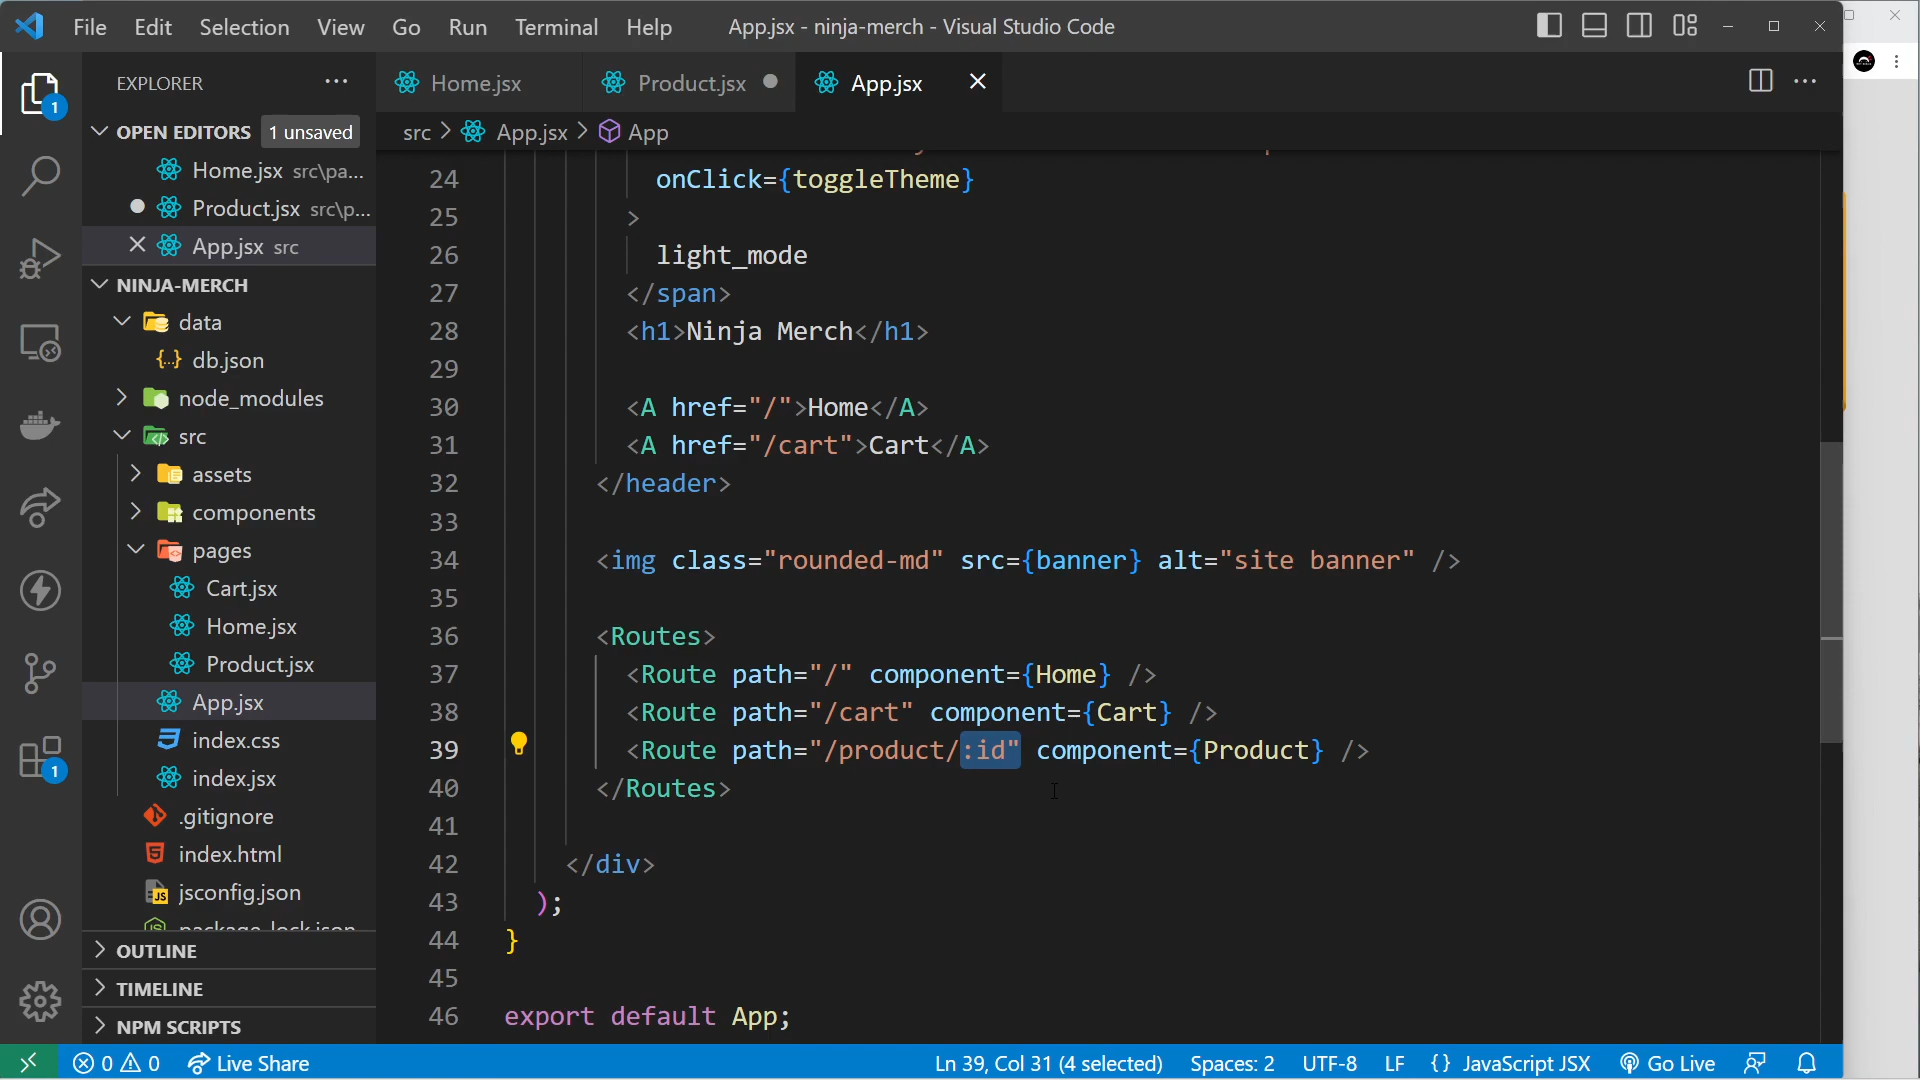 File Edit Selection View Go Run Terminal Help App.jsx - ninja-merch - Visual Studio Code
EXPLORER ···
OPEN EDITORS 1 unsaved
Home.jsx src\pa...
Product.jsx src\p...
App.jsx src
NINJA-MERCH
data
{..} db.json
node_modules
src
assets
components
pages
Cart.jsx
Home.jsx
Product.jsx
App.jsx
index.css
index.jsx
.gitignore
index.html
jsconfig.json
package-lock.json
OUTLINE
TIMELINE
NPM SCRIPTS
1
1
Home.jsx Product.jsx App.jsx
src > App.jsx > App
24 onClick={toggleTheme}
25 >
26 light_mode
27 </span>
28 <h1>Ninja Merch</h1>
29
30 <A href="/">Home</A>
31 <A href="/cart">Cart</A>
32 </header>
33
34 <img class="rounded-md" src={banner} alt="site banner" />
35
36 <Routes>
37 <Route path="/" component={Home} />
38 <Route path="/cart" component={Cart} />
39 <Route path="/product/:id" component={Product} />
40 </Routes>
41
42 </div>
43 );
44 }
45
46 export default App;
0 0 Live Share Ln 39, Col 31 (4 selected) Spaces: 2 UTF-8 LF {} JavaScript JSX Go Live